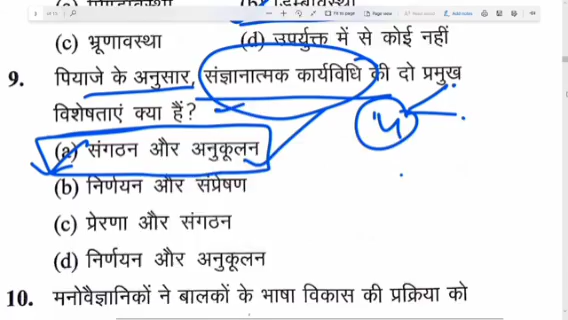 (c) भ्रूणावस्था (d) उपर्युक्त में से कोई नहीं
9. पियाजे के अनुसार, संज्ञानात्मक कार्यविधि की दो प्रमुख
विशेषताएं क्या हैं?
(a) संगठन और अनुकूलन
(b) निर्णयन और संप्रेषण
(c) प्रेरणा और संगठन
(d) निर्णयन और अनुकूलन
10. मनोवैज्ञानिकों ने बालकों के भाषा विकास की प्रक्रिया को